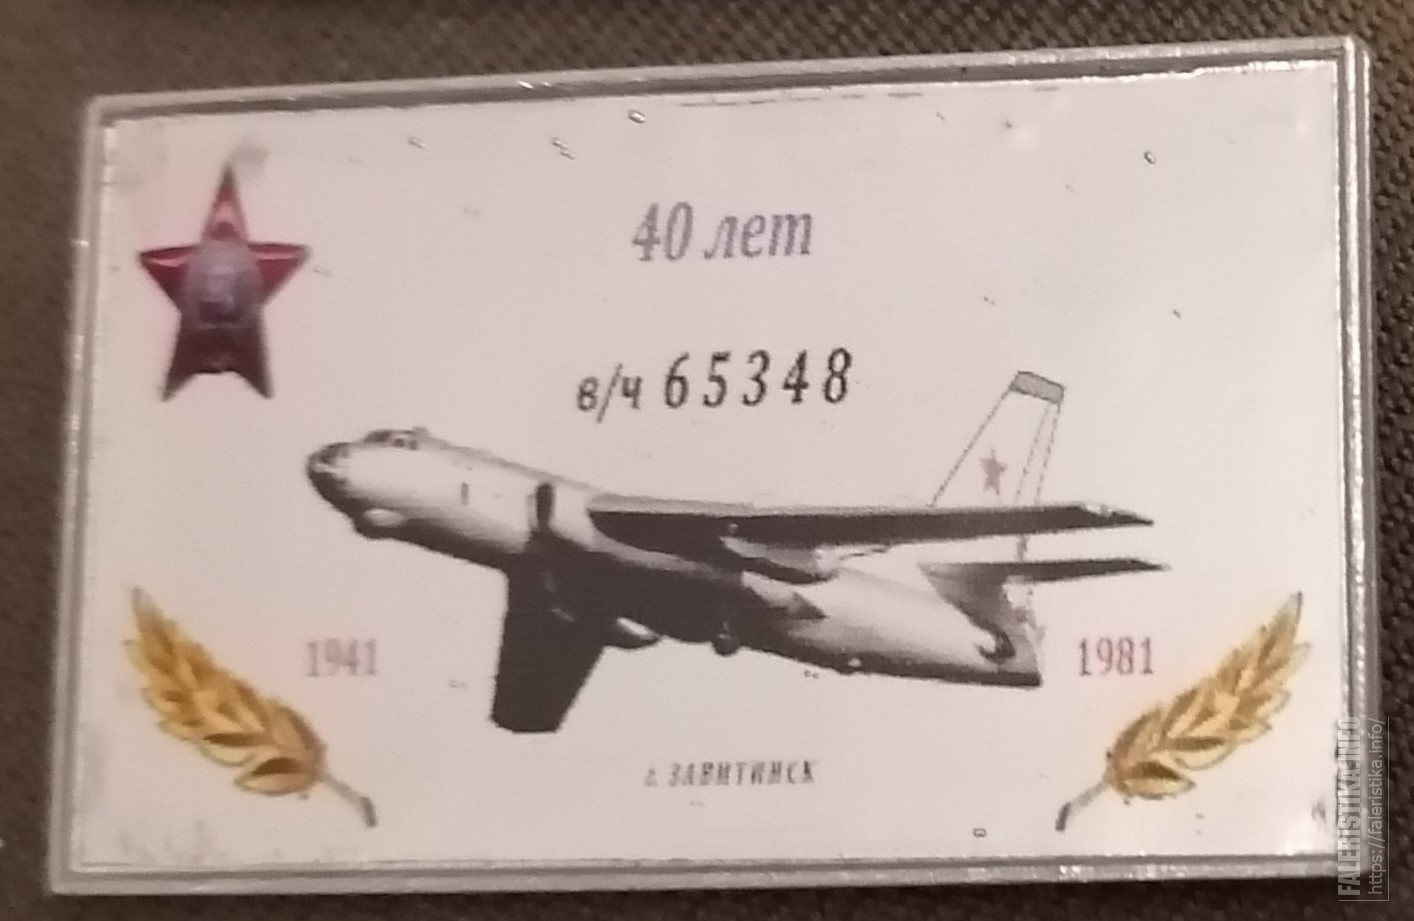 40 лет
в/ч 65348
1941
1981
г. ЗАВИТИНСК
FALERISTIKA.INFO
https://faleristika.info/